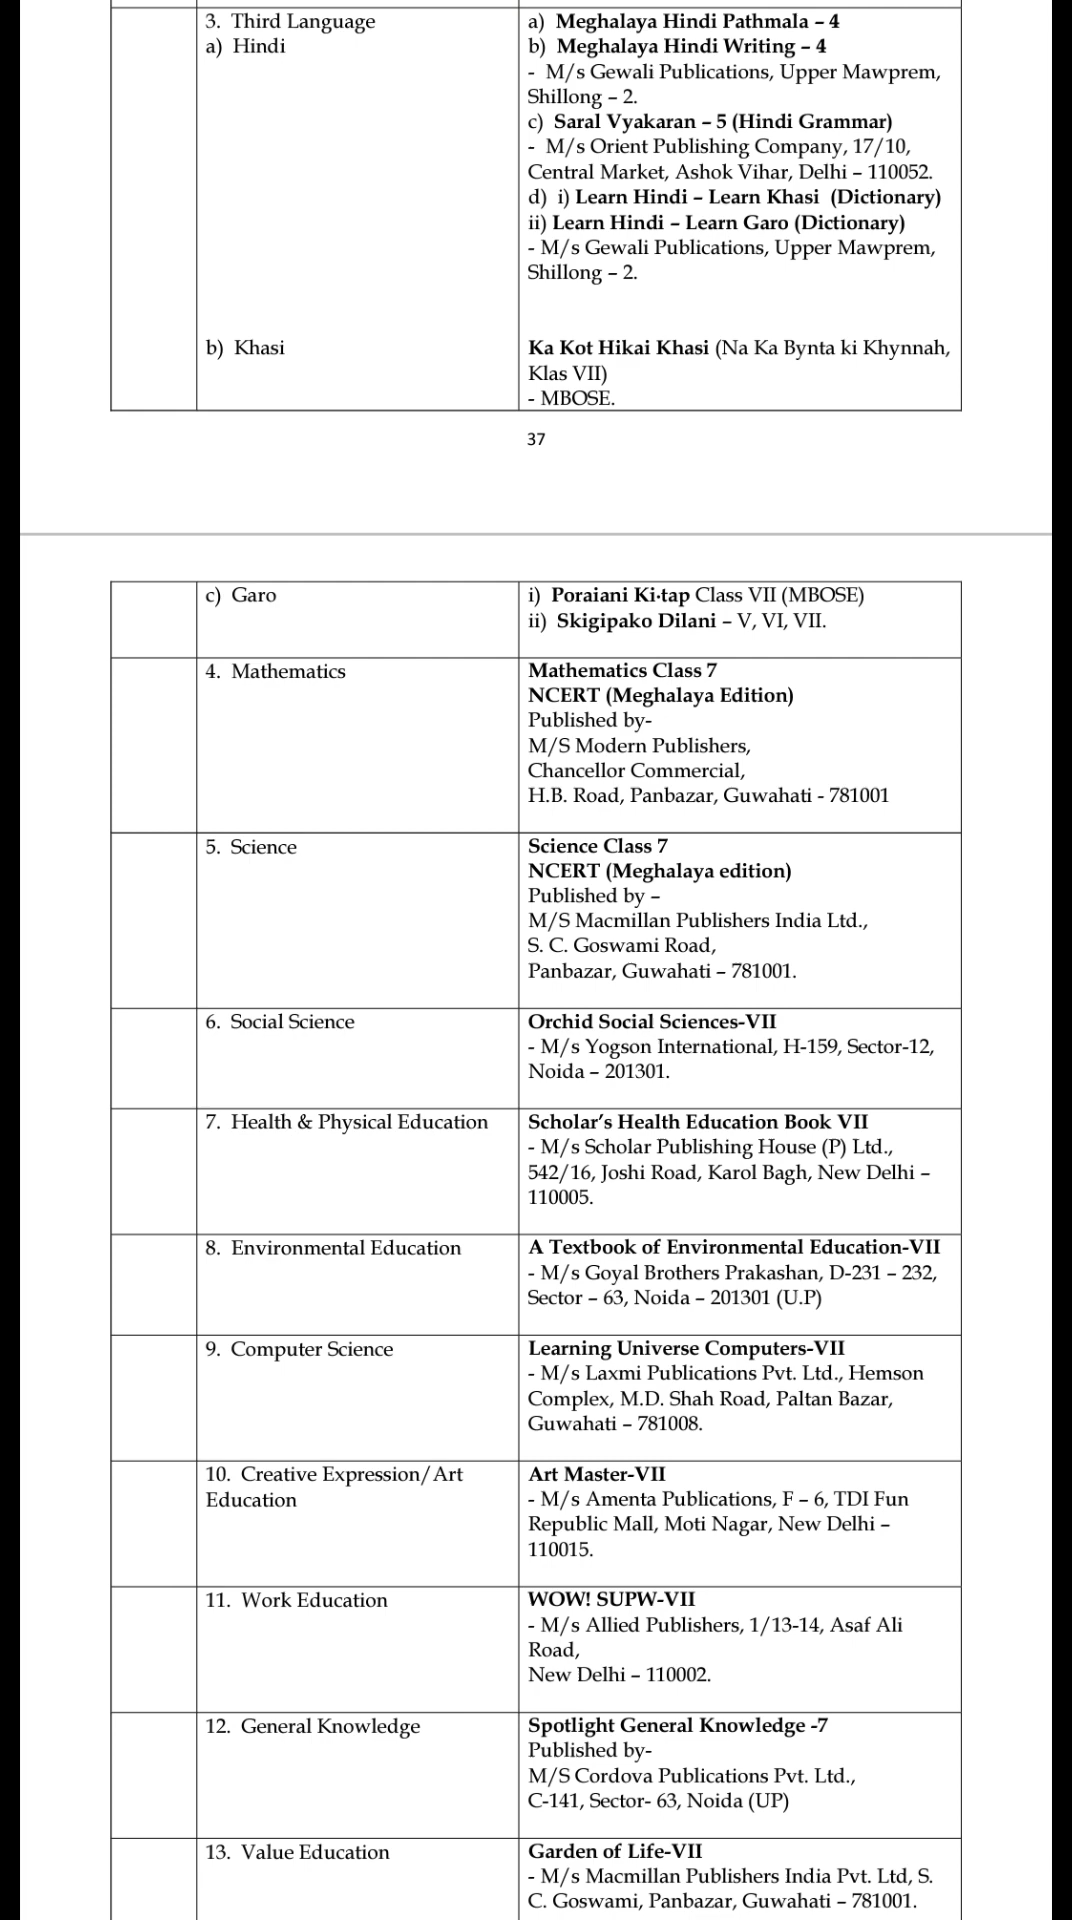 3. Third Language
a) Hindi
a) Meghalaya Hindi Pathmala – 4
b) Meghalaya Hindi Writing – 4
- M/s Gewali Publications, Upper Mawprem,
Shillong – 2.
c) Saral Vyakaran – 5 (Hindi Grammar)
- M/s Orient Publishing Company, 17/10,
Central Market, Ashok Vihar, Delhi – 110052.
d) i) Learn Hindi – Learn Khasi (Dictionary)
ii) Learn Hindi – Learn Garo (Dictionary)
- M/s Gewali Publications, Upper Mawprem,
Shillong – 2.
b) Khasi
Ka Kot Hikai Khasi (Na Ka Bynta ki Khynnah,
Klas VII)
- MBOSE.
37
c) Garo
i) Poraiani Ki·tap Class VII (MBOSE)
ii) Skigipako Dilani – V, VI, VII.
4. Mathematics
Mathematics Class 7
NCERT (Meghalaya Edition)
Published by-
M/S Modern Publishers,
Chancellor Commercial,
H.B. Road, Panbazar, Guwahati - 781001
5. Science
Science Class 7
NCERT (Meghalaya edition)
Published by –
M/S Macmillan Publishers India Ltd.,
S. C. Goswami Road,
Panbazar, Guwahati – 781001.
6. Social Science
Orchid Social Sciences-VII
- M/s Yogson International, H-159, Sector-12,
Noida – 201301.
7. Health & Physical Education
Scholar's Health Education Book VII
- M/s Scholar Publishing House (P) Ltd.,
542/16, Joshi Road, Karol Bagh, New Delhi –
110005.
8. Environmental Education
A Textbook of Environmental Education-VII
- M/s Goyal Brothers Prakashan, D-231 – 232,
Sector – 63, Noida – 201301 (U.P)
9. Computer Science
Learning Universe Computers-VII
- M/s Laxmi Publications Pvt. Ltd., Hemson
Complex, M.D. Shah Road, Paltan Bazar,
Guwahati – 781008.
10. Creative Expression/Art
Education
Art Master-VII
- M/s Amenta Publications, F – 6, TDI Fun
Republic Mall, Moti Nagar, New Delhi –
110015.
11. Work Education
WOW! SUPW-VII
- M/s Allied Publishers, 1/13-14, Asaf Ali
Road,
New Delhi – 110002.
12. General Knowledge
Spotlight General Knowledge -7
Published by-
M/S Cordova Publications Pvt. Ltd.,
C-141, Sector- 63, Noida (UP)
13. Value Education
Garden of Life-VII
- M/s Macmillan Publishers India Pvt. Ltd, S.
C. Goswami, Panbazar, Guwahati – 781001.